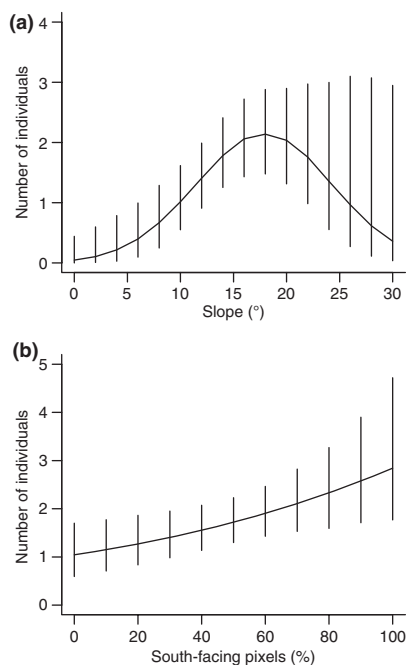 (a)
Number of individuals
4
3
2
1
0
0 5 10 15 20 25 30
Slope (°)
(b)
Number of individuals
5
4
3
2
1
0
0 20 40 60 80 100
South-facing pixels (%)